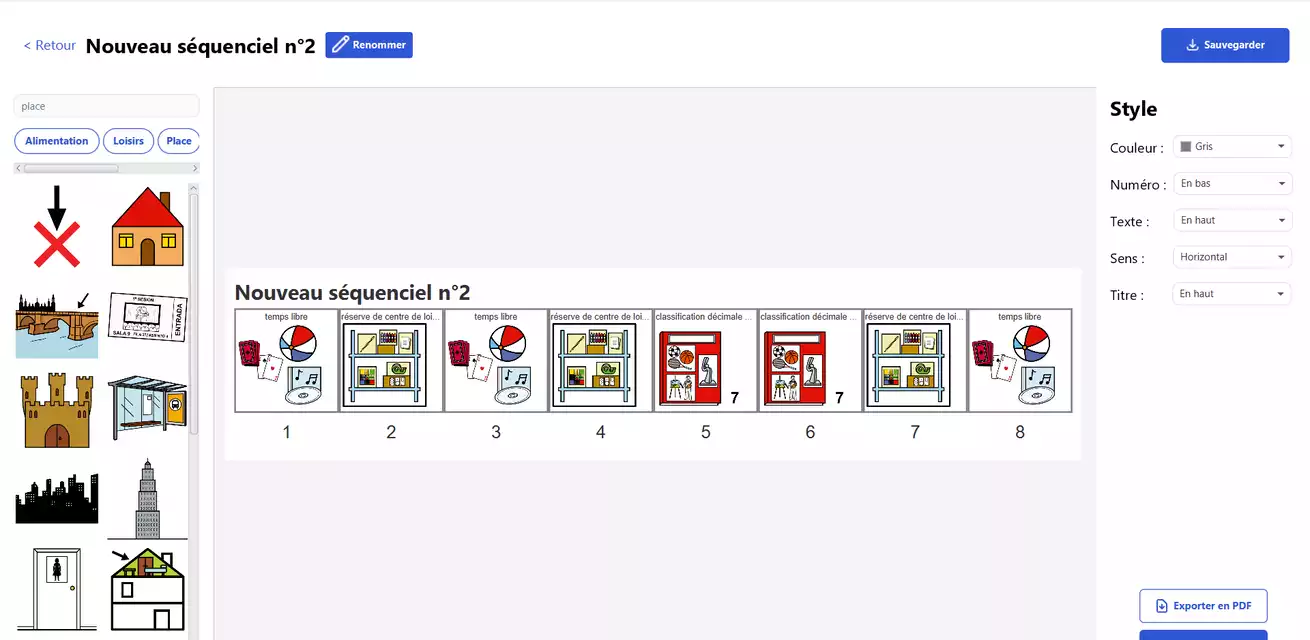 < Retour Nouveau séquenciel n°2 Renommer Sauvegarder
place
Alimentation Loisirs Place
ENTRADA
Style
Couleur : Gris
Numéro : En bas
Texte : En haut
Sens : Horizontal
Titre : En haut
Nouveau séquenciel n°2
temps libre réserve de centre de loi... temps libre réserve de centre de loi... classification décimale ... classification décimale ... réserve de centre de loi... temps libre
7 7
1 2 3 4 5 6 7 8
Exporter en PDF